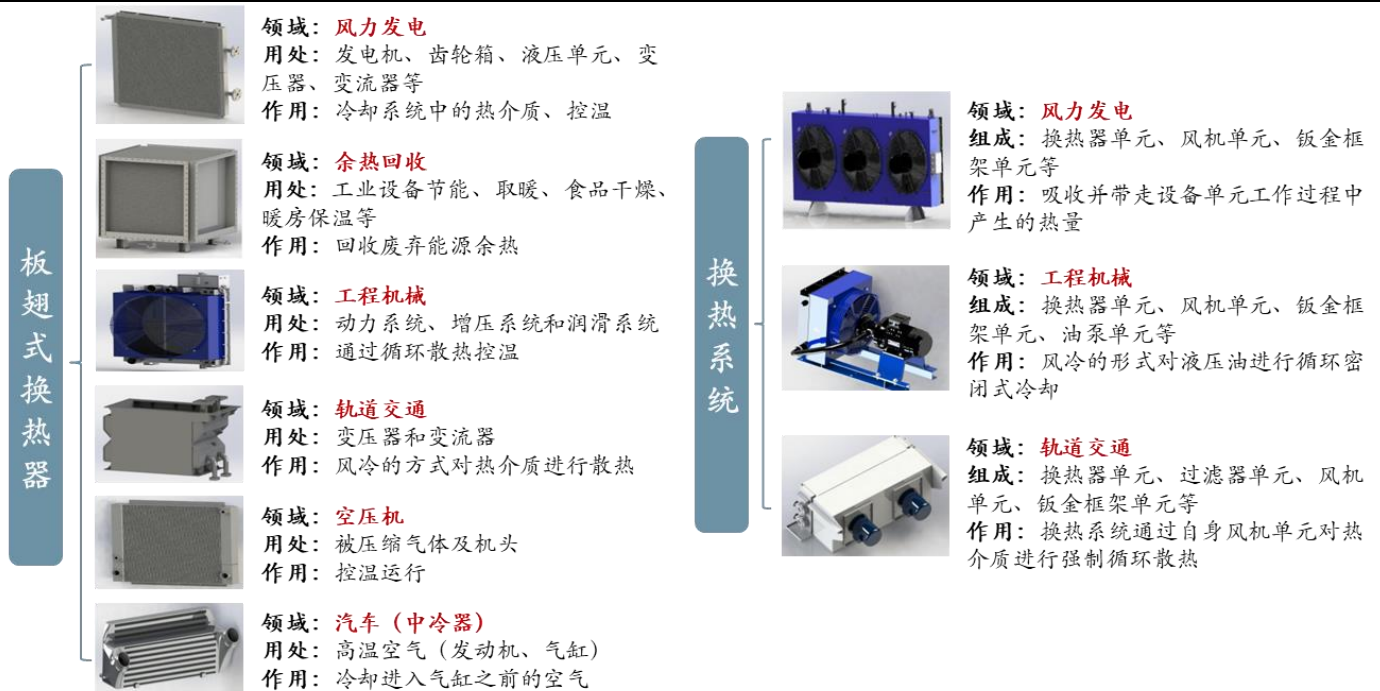 板翅式换热器
领域：风力发电
用处：发电机、齿轮箱、液压单元、变
压器、变流器等
作用：冷却系统中的热介质、控温
领域：余热回收
用处：工业设备节能、取暖、食品干燥、
暖房保温等
作用：回收废弃能源余热
领域：工程机械
用处：动力系统、增压系统和润滑系统
作用：通过循环散热控温
领域：轨道交通
用处：变压器和变流器
作用：风冷的方式对热介质进行散热
领域：空压机
用处：被压缩气体及机头
作用：控温运行
领域：汽车（中冷器）
用处：高温空气（发动机、气缸）
作用：冷却进入气缸之前的空气
换热系统
领域：风力发电
组成：换热器单元、风机单元、钣金框
架单元等
作用：吸收并带走设备单元工作过程中
产生的热量
领域：工程机械
组成：换热器单元、风机单元、钣金框
架单元、油泵单元等
作用：风冷的形式对液压油进行循环密
闭式冷却
领域：轨道交通
组成：换热器单元、过滤器单元、风机
单元、钣金框架单元等
作用：换热系统通过自身风机单元对热
介质进行强制循环散热